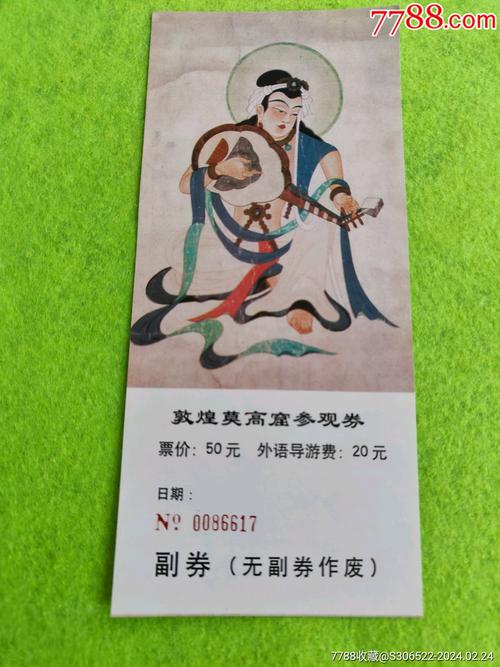 7788.com
敦煌莫高窟参观券
票价：50元 外语导游费：20元
日期：
Nº 0086617
副券（无副券作废）
7788收藏@S306522-2024.02.24